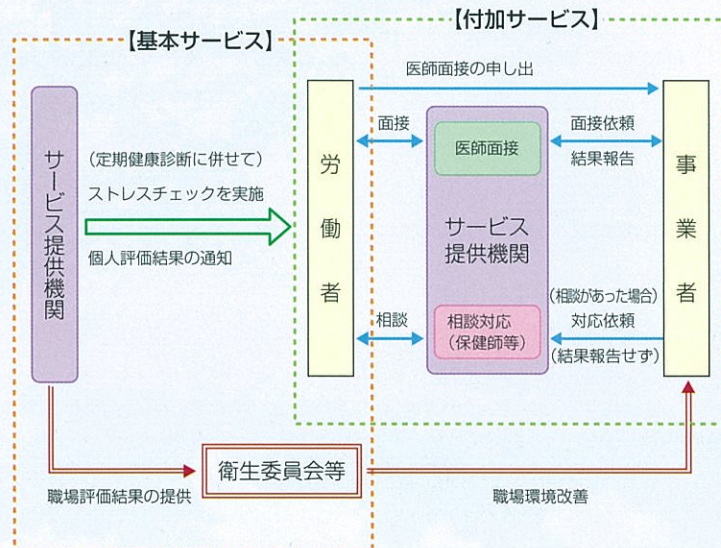 【基本サービス】
【付加サービス】
サービス提供機関
（定期健康診断に併せて）
ストレスチェックを実施
個人評価結果の通知
労働者
医師面接の申し出
面接
医師面接
面接依頼
結果報告
サービス
提供機関
相談
相談対応
（保健師等）
（相談があった場合）
対応依頼
（結果報告せず）
事業者
職場評価結果の提供
衛生委員会等
職場環境改善